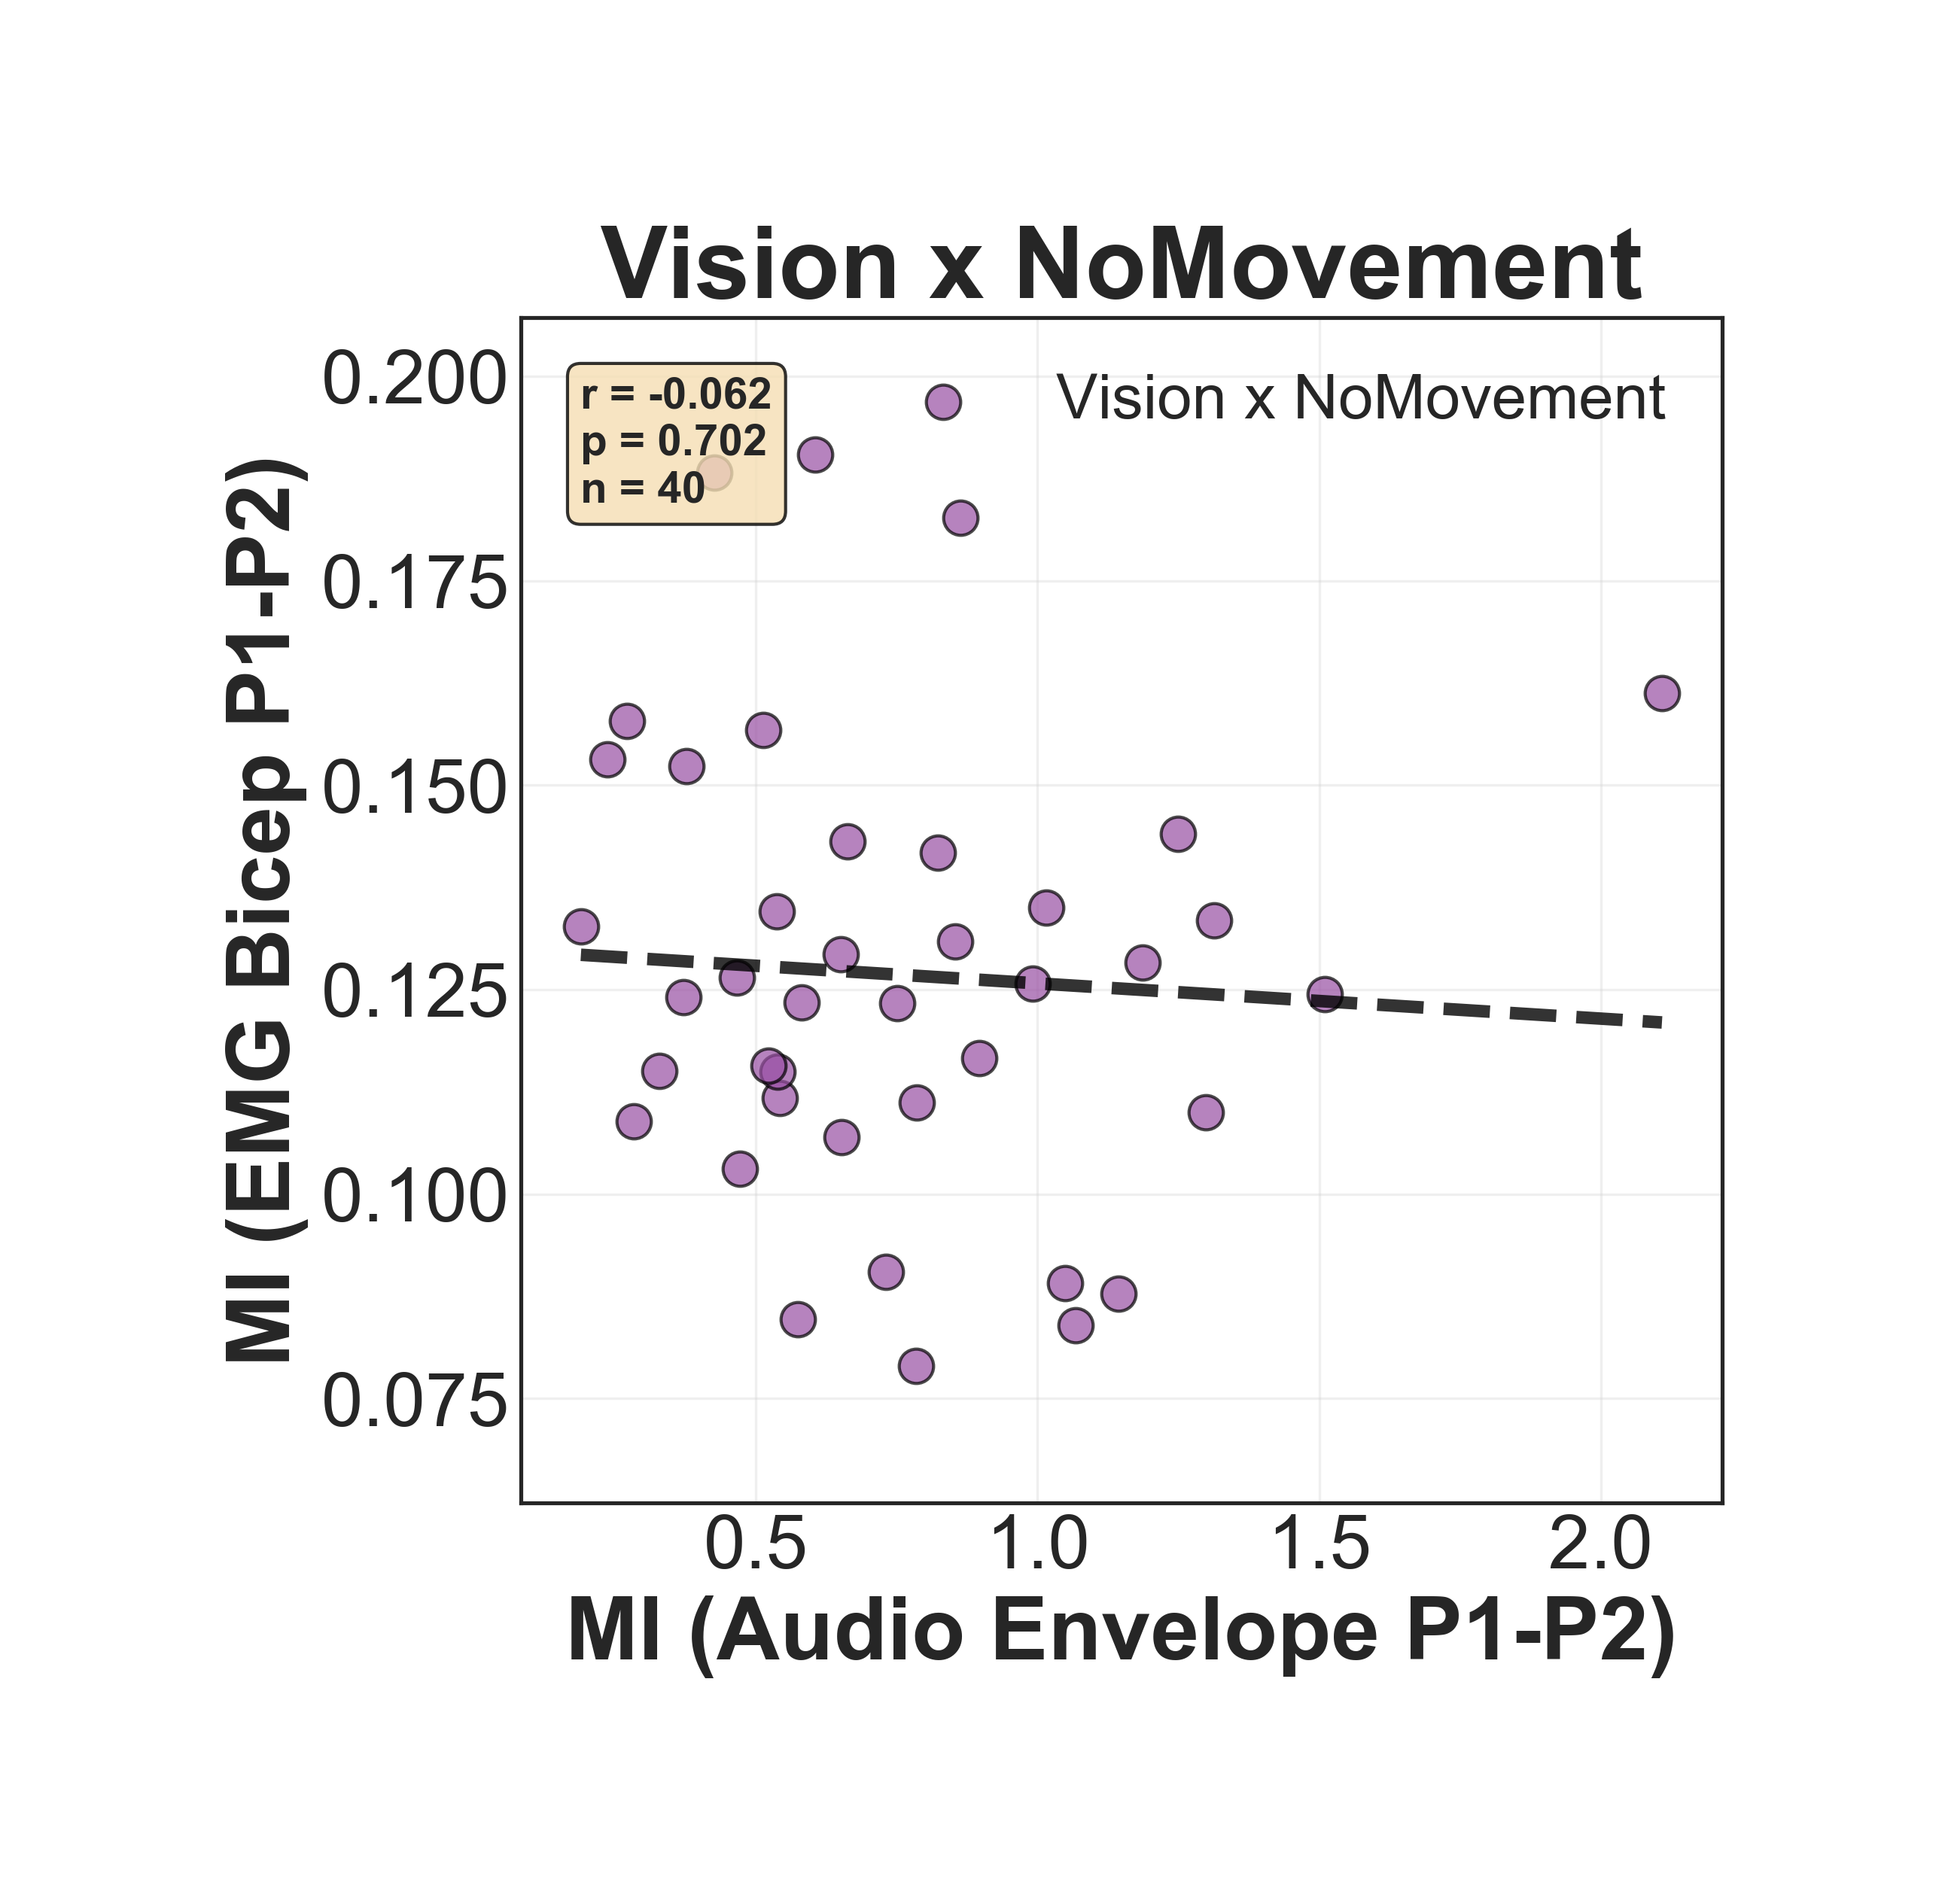 Vision x NoMovement
r = -0.062
p = 0.702
n = 40
Vision x NoMovement
MI (EMG Bicep P1-P2)
0.200
0.175
0.150
0.125
0.100
0.075
0.5 1.0 1.5 2.0
MI (Audio Envelope P1-P2)